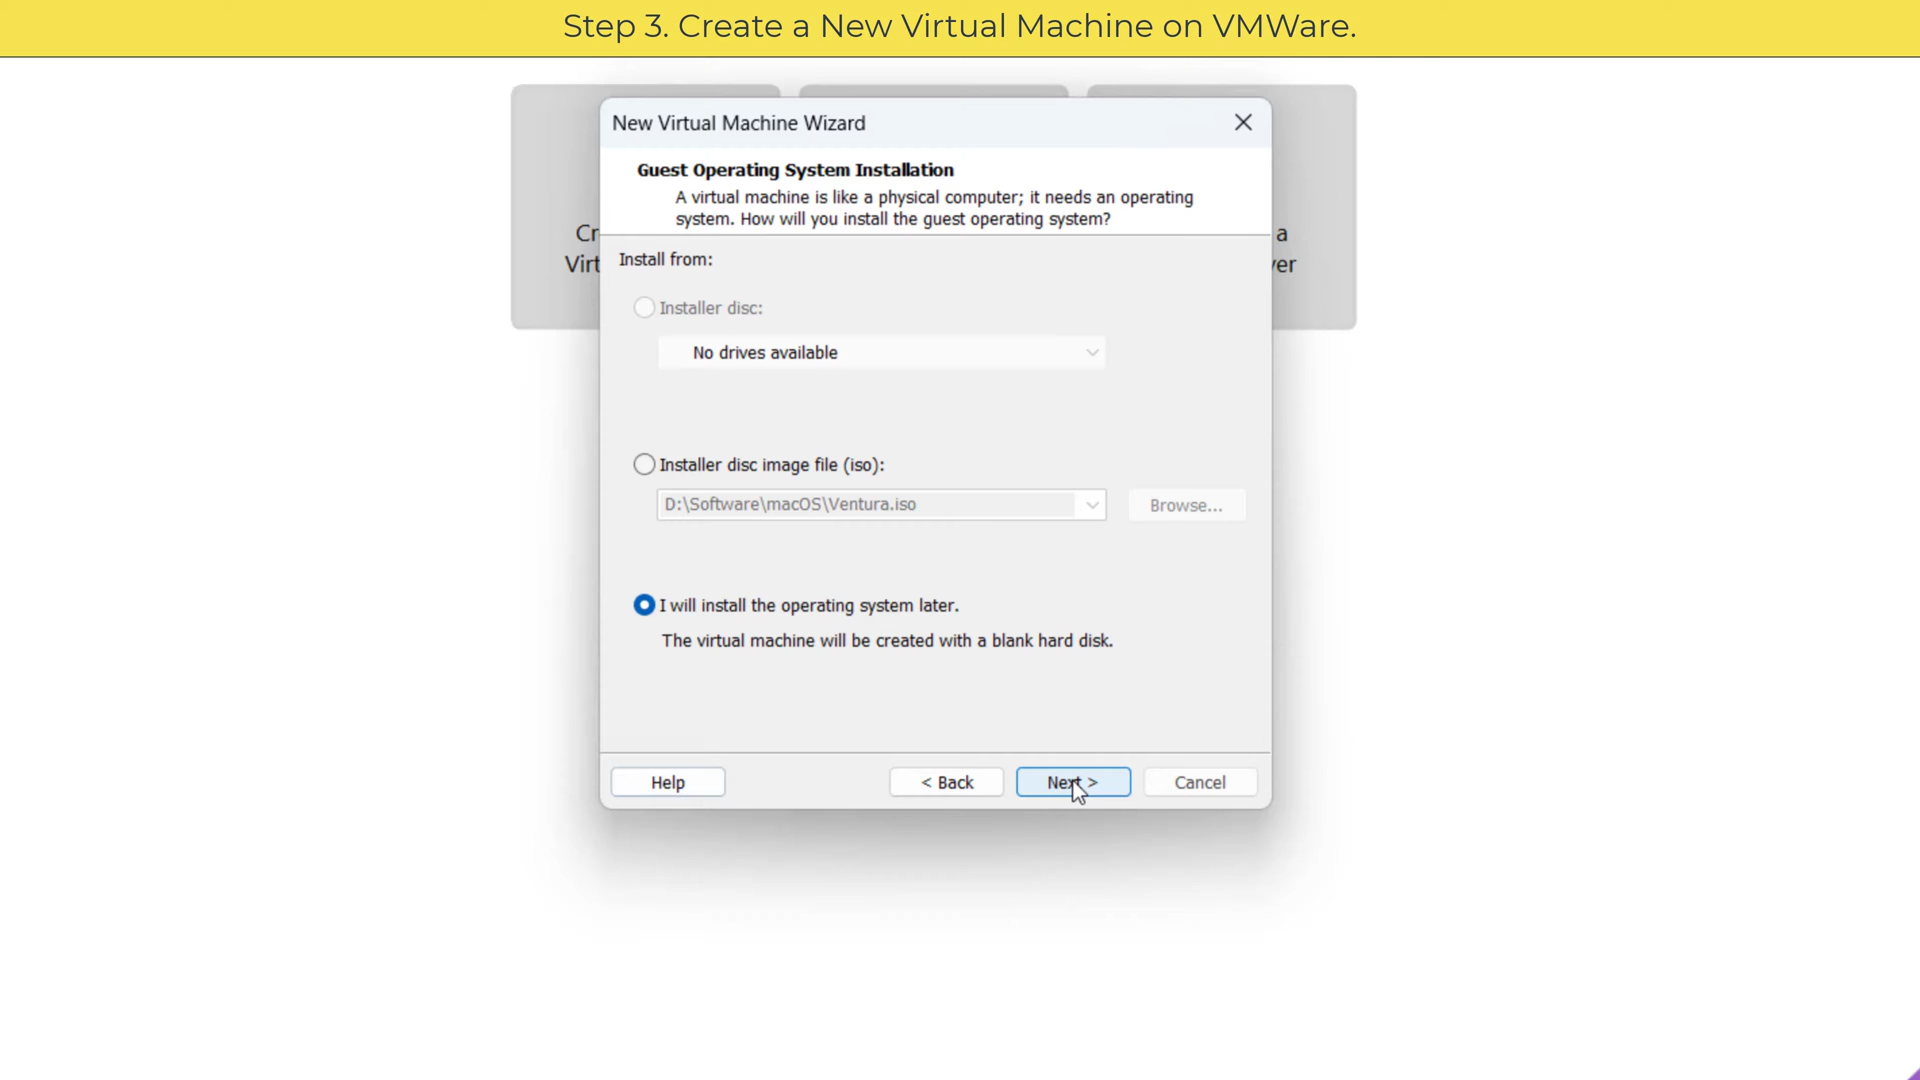 Step 3. Create a New Virtual Machine on VMWare.
New Virtual Machine Wizard
Guest Operating System Installation
A virtual machine is like a physical computer; it needs an operating
system. How will you install the guest operating system?
Cr
Virt
a
ver
Install from:
Installer disc:
No drives available
Installer disc image file (iso):
D:\Software\macOS\Ventura.iso
Browse...
I will install the operating system later.
The virtual machine will be created with a blank hard disk.
Help
< Back
Next >
Cancel